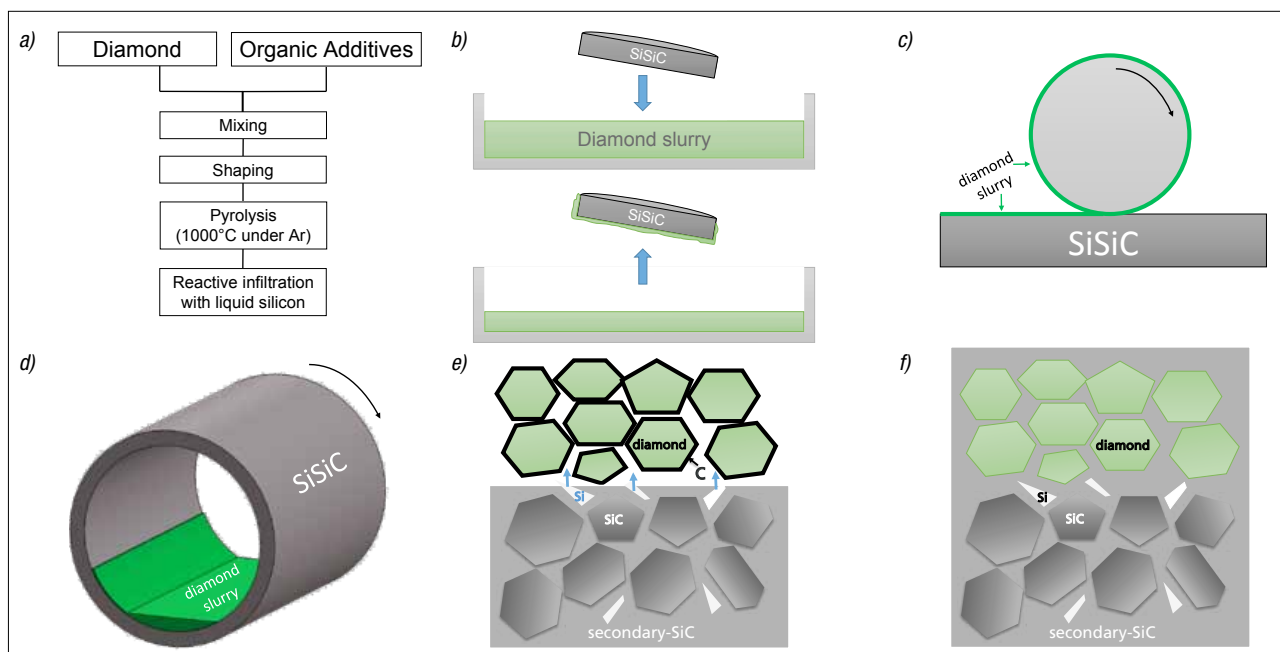 a)
Diamond
Organic Additives
Mixing
Shaping
Pyrolysis
(1000°C under Ar)
Reactive infiltration
with liquid silicon
b)
SiSiC
Diamond slurry
SiSiC
c)
diamond
slurry
SiSiC
d)
SiSiC
diamond
slurry
e)
diamond
C
Si
SiC
secondary-SiC
f)
diamond
Si
SiC
secondary-SiC